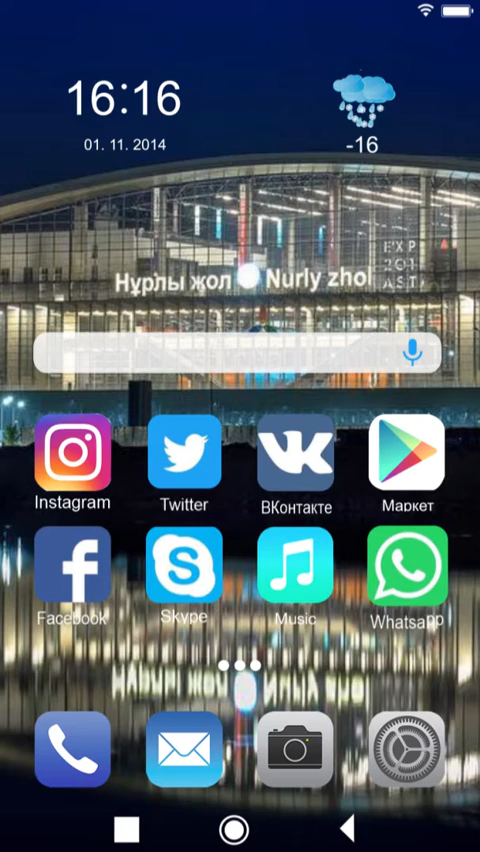 16:16
01. 11. 2014
-16
EXP
201
AST
Нұрлы жол Nurly zhol
Instagram
Twitter
ВКонтакте
Маркет
Facebook
Skype
Music
Whatsapp